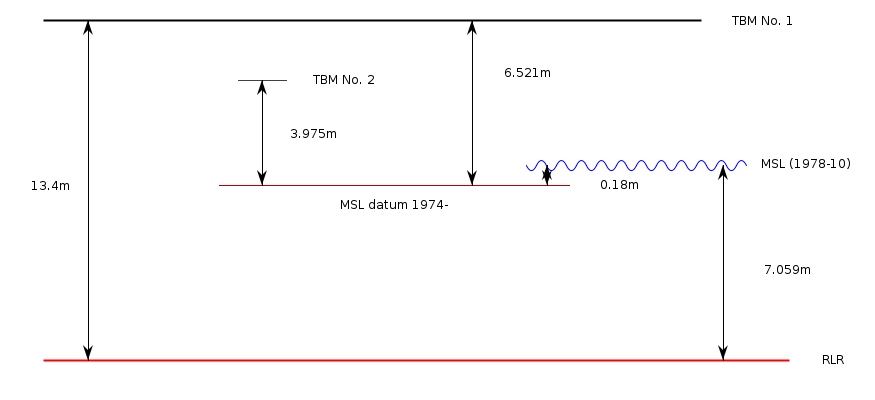 TBM No. 1
6.521m
TBM No. 2
3.975m
MSL (1978-10)
13.4m
0.18m
MSL datum 1974-
7.059m
RLR